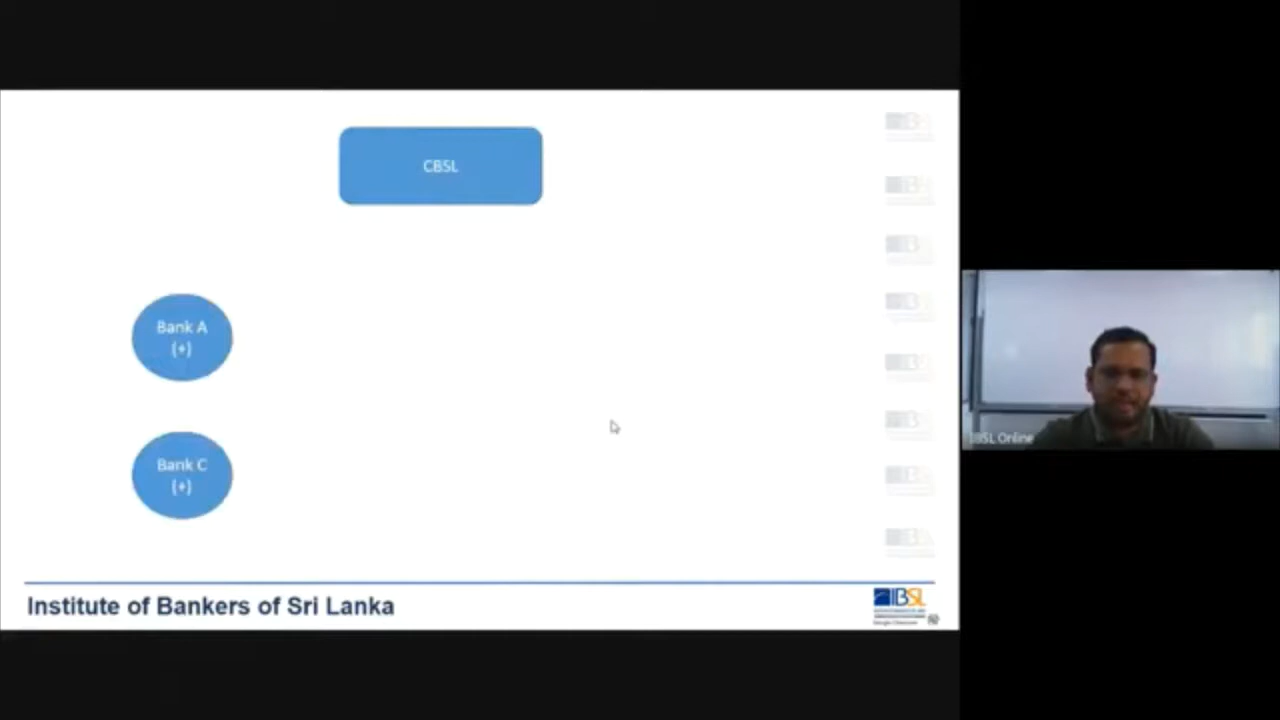 CBSL
Bank A
(+)
Bank C
(+)
IBSL Online
Institute of Bankers of Sri Lanka
IBSL